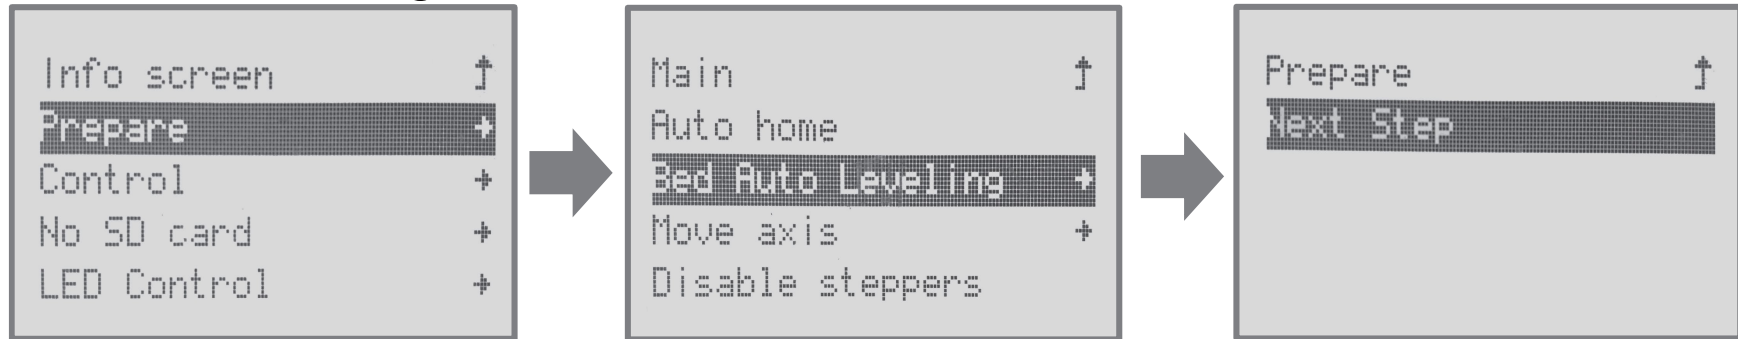 Info screen
Prepare
Control
No SD card
LED Control
Main
Auto home
Bed Auto Leveling
Move axis
Disable steppers
Prepare
Next Step